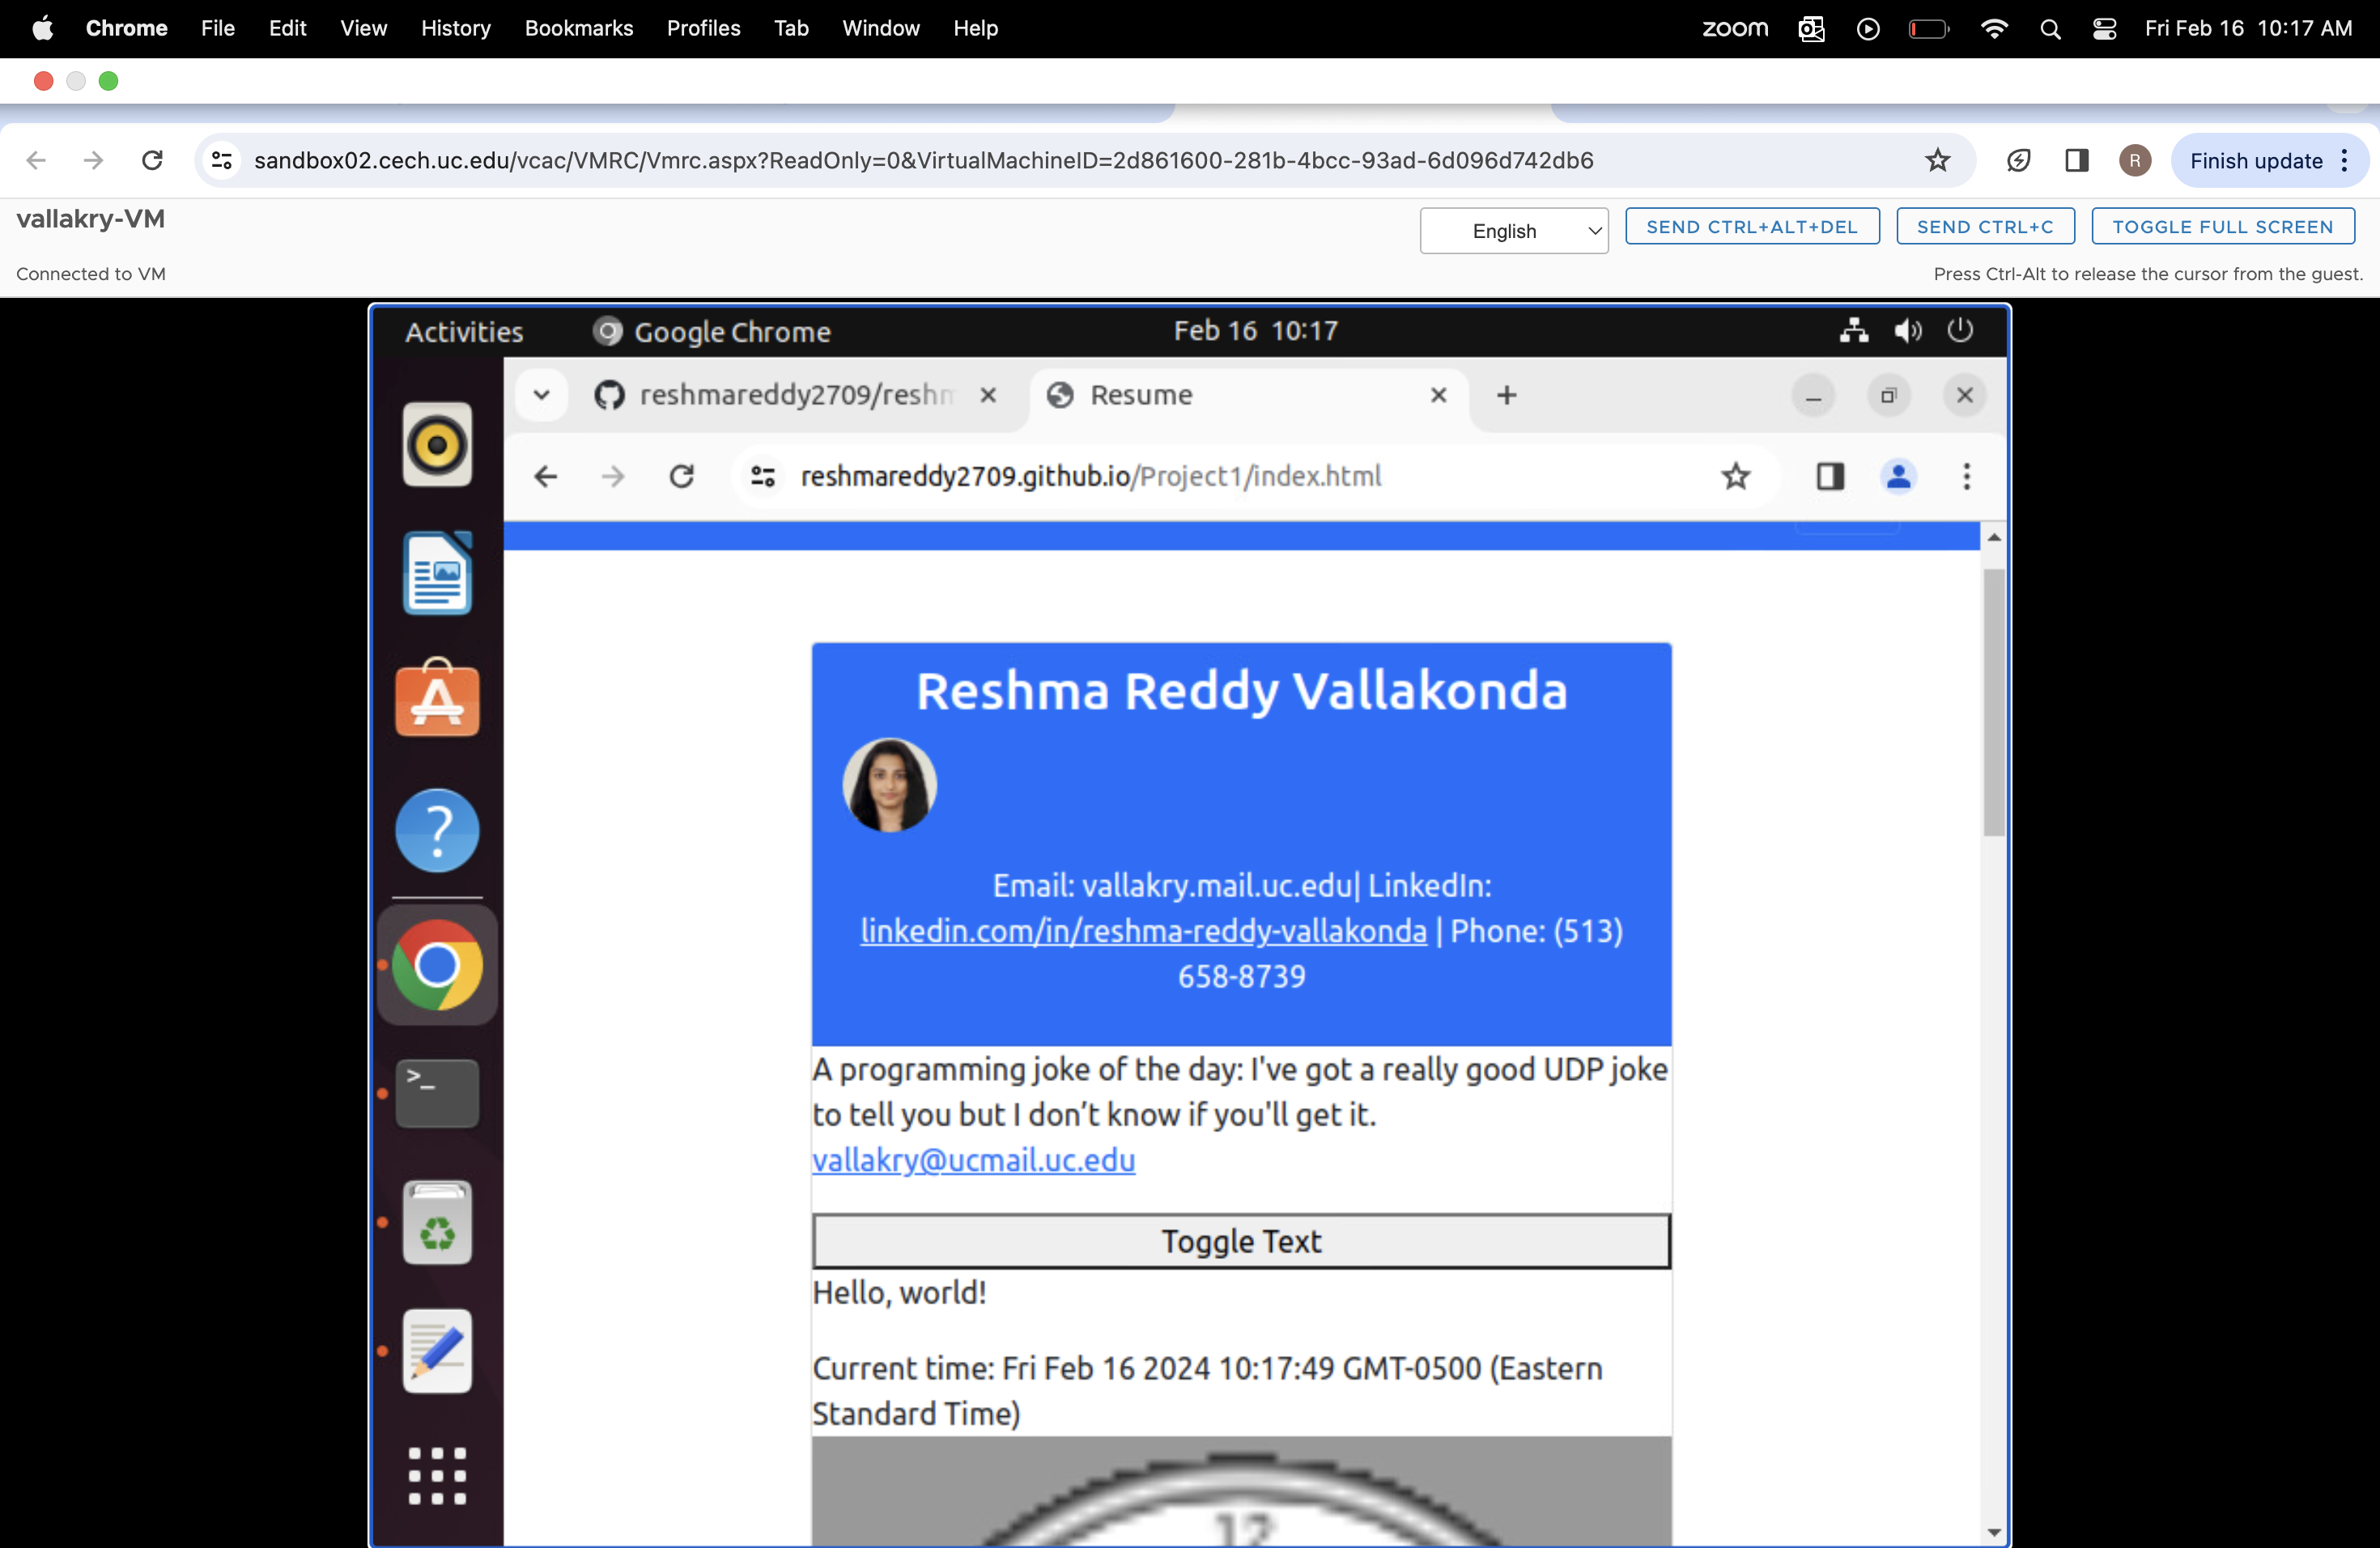 Chrome File Edit View History Bookmarks Profiles Tab Window Help zoom Fri Feb 16 10:17 AM
sandbox02.cech.uc.edu/vcac/VMRC/Vmrc.aspx?ReadOnly=0&VirtualMachineID=2d861600-281b-4bcc-93ad-6d096d742db6 R Finish update
vallakry-VM English SEND CTRL+ALT+DEL SEND CTRL+C TOGGLE FULL SCREEN
Connected to VM Press Ctrl-Alt to release the cursor from the guest.
Activities Google Chrome Feb 16 10:17
reshmareddy2709/reshm Resume
reshmareddy2709.github.io/Project1/index.html
Reshma Reddy Vallakonda
Email: vallakry.mail.uc.edu| LinkedIn:
linkedin.com/in/reshma-reddy-vallakonda | Phone: (513)
658-8739
A programming joke of the day: I've got a really good UDP joke
to tell you but I don’t know if you'll get it.
vallakry@ucmail.uc.edu
Toggle Text
Hello, world!
Current time: Fri Feb 16 2024 10:17:49 GMT-0500 (Eastern
Standard Time)
12